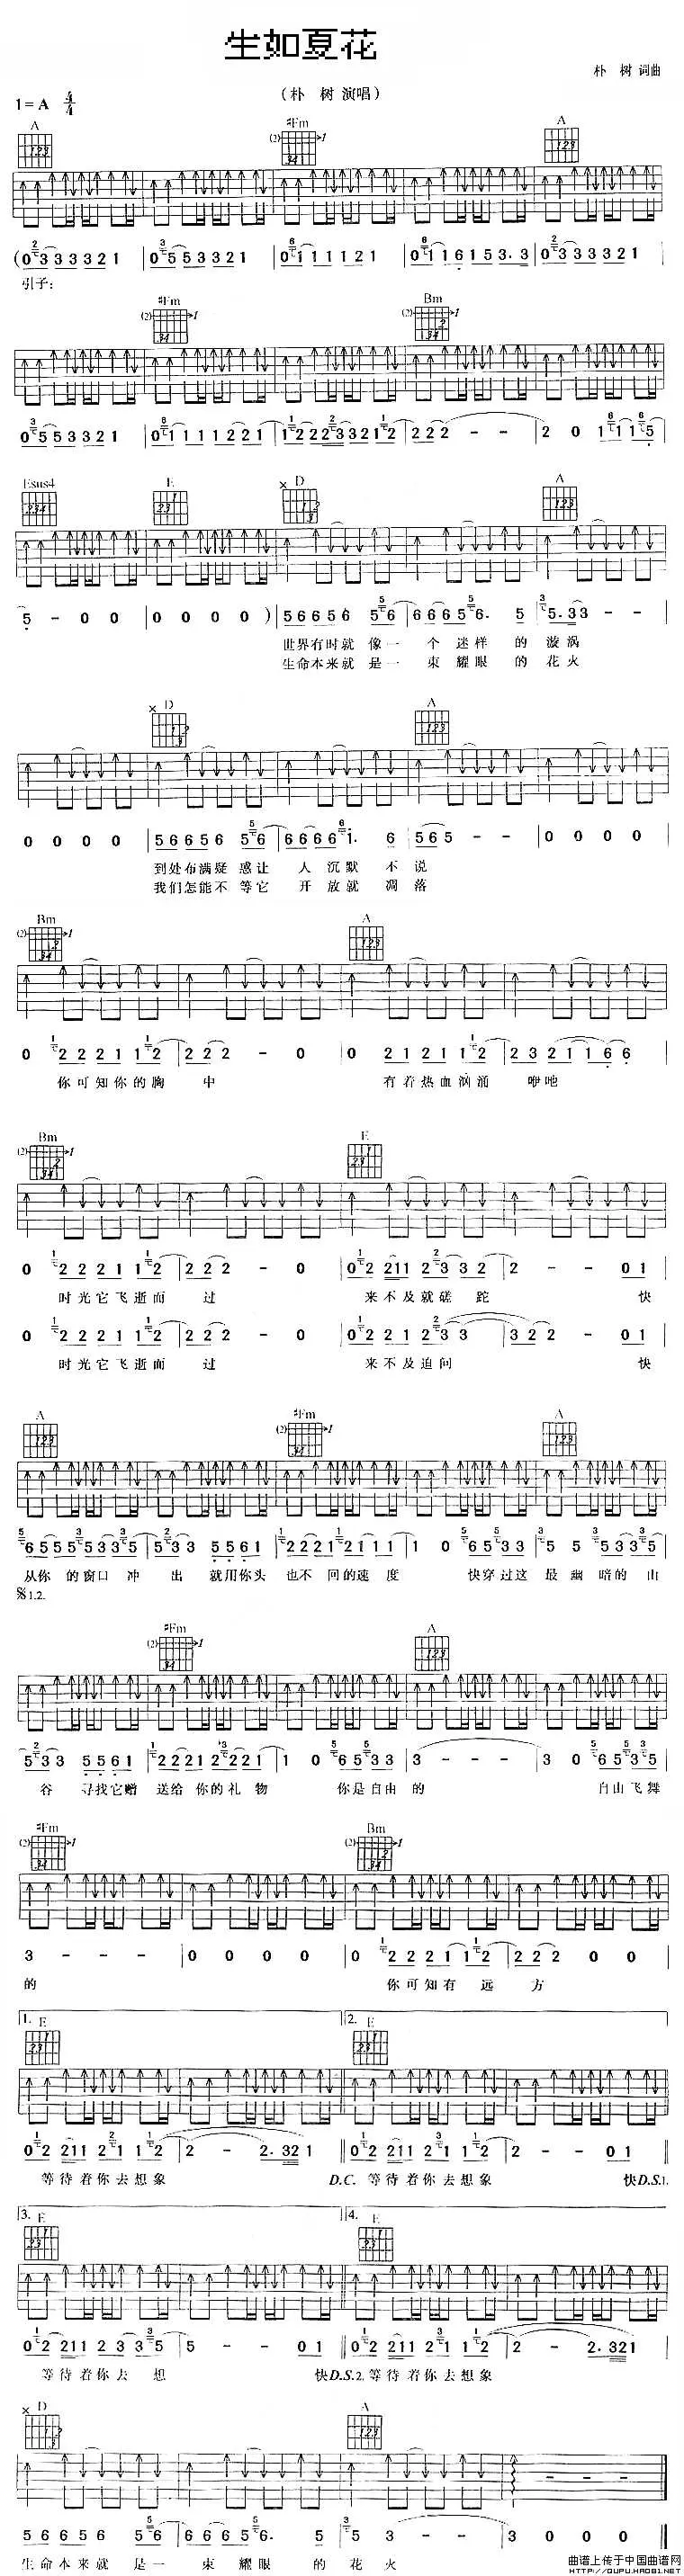 生如夏花
朴 树 词曲
(朴 树 演唱)
1=A 4/4
A #Fm A
(0 3 3 3 3 2 1 | 0 5 5 3 3 2 1 | 0 1 1 1 1 2 1 | 0 1 1 6 1 5 3. 3 | 0 3 3 3 3 2 1 |
引子:
#Fm Bm
0 5 5 3 3 2 1 | 0 1 1 1 1 2 2 1 | 1 2 2 2 3 3 2 1 2 | 2 2 2 - - | 2 0 1 1 1 5 |
Esus4 E D A
5 - 0 0 | 0 0 0 0 ) | 5 6 6 5 6 5 6 | 6 6 6 5 6. 5 | 5. 3 3 - - |
世界有时就 像一 个 迷样 的 漩涡
生命本来就 是一 束 耀眼 的 花火
D A
0 0 0 0 | 5 6 6 5 6 5 6 | 6 6 6 6 1. 6 | 5 6 5 - - | 0 0 0 0 |
到处布满疑 惑让 人 沉默 不 说
我们怎能不 等它 开 放就 凋 落
Bm A
0 2 2 2 1 1 2 | 2 2 2 - 0 | 0 2 1 2 1 1 2 | 2 3 2 1 1 6 6 |
你可知你的胸 中 有着热血汹涌 咿咃
Bm E
0 2 2 2 1 1 2 | 2 2 2 - 0 | 0 2 2 1 1 2 3 3 2 | 2 - - 0 1 |
时光它飞逝而 过 来不及就磋 跎 快
0 2 2 2 1 1 2 | 2 2 2 - 0 | 0 2 2 1 2 3 3 | 3 2 2 - 0 1 |
时光它飞逝而 过 来不及追问 快
A #Fm A
6 5 5 5 5 3 3 5 | 5 3 3 5 5 6 1 | 2 2 2 1 2 1 1 1 | 1 0 6 5 3 3 | 5 5 5 3 3 5 |
从你 的窗口 冲 出 就用你头 也不 回的速 度 快穿过这 最 幽 暗的 山
𝄋1.2.
#Fm A
5 3 3 5 5 6 1 | 2 2 2 1 2 2 2 1 | 1 0 6 5 3 5 | 3 - - - | 3 0 6 5 3 5 |
谷 寻找它赠 送给 你的礼 物 你是自由 的 自由飞舞
#Fm Bm
3 - - - | 0 0 0 0 | 0 2 2 2 1 1 2 | 2 2 2 0 0 |
的 你可知有 远 方
1. E 2. E
0 2 2 1 1 2 1 1 2 | 2 - 2. 3 2 1 || 0 2 2 1 1 2 1 1 2 | 2 - - 0 1 ||
等待着你去想象 D.C. 等待着你去想象 快D.S.1.
3. E 4. E
0 2 2 1 1 2 3 3 5 | 5 - - 0 1 || 0 2 2 1 1 2 1 1 2 | 2 - 2. 3 2 1 |
等待着你去 想 快D.S.2. 等待着你去想象
D A
5 6 6 5 6 5 6 | 6 6 6 5 6. 5 | 5 5 3 - - | 3 0 0 0 ||
生命本来就 是一 束 耀眼 的 花 火
曲谱上传于中国曲谱网
HTTP://QUPU.HAO81.NET